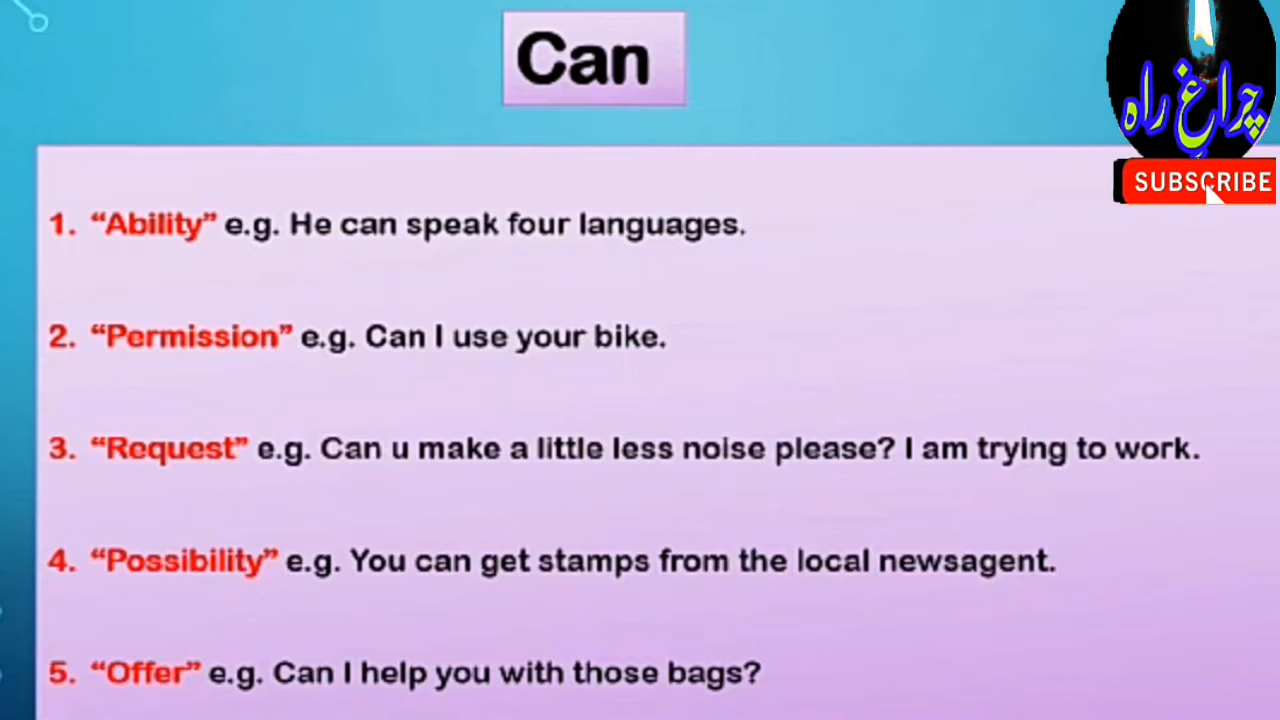 Can
چراغِ راہ
SUBSCRIBE
1. “Ability” e.g. He can speak four languages.
2. “Permission” e.g. Can I use your bike.
3. “Request” e.g. Can u make a little less noise please? I am trying to work.
4. “Possibility” e.g. You can get stamps from the local newsagent.
5. “Offer” e.g. Can I help you with those bags?